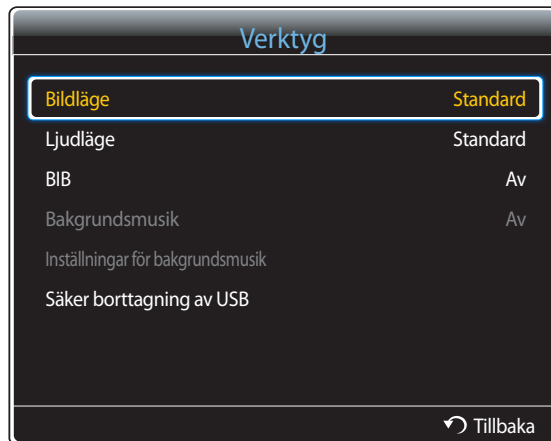 Verktyg
Bildläge Standard
Ljudläge Standard
BIB Av
Bakgrundsmusik Av
Inställningar för bakgrundsmusik
Säker borttagning av USB
Tillbaka